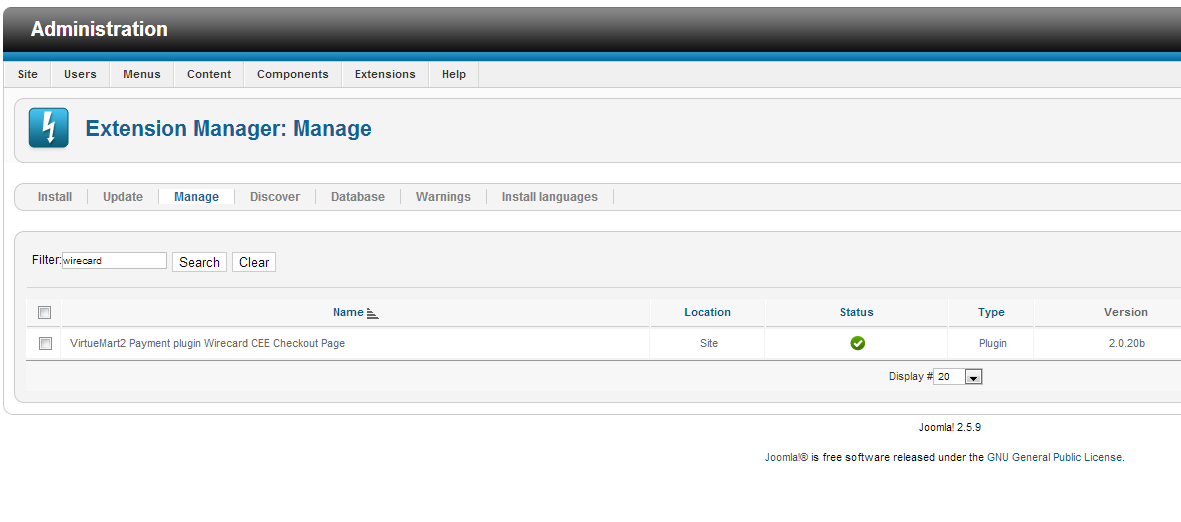 Administration
Site Users Menus Content Components Extensions Help
Extension Manager: Manage
Install Update Manage Discover Database Warnings Install languages
Filter: wirecard Search Clear
Name Location Status Type Version
VirtueMart2 Payment plugin Wirecard CEE Checkout Page Site Plugin 2.0.20b
Display # 20
Joomla! 2.5.9
Joomla!® is free software released under the GNU General Public License.